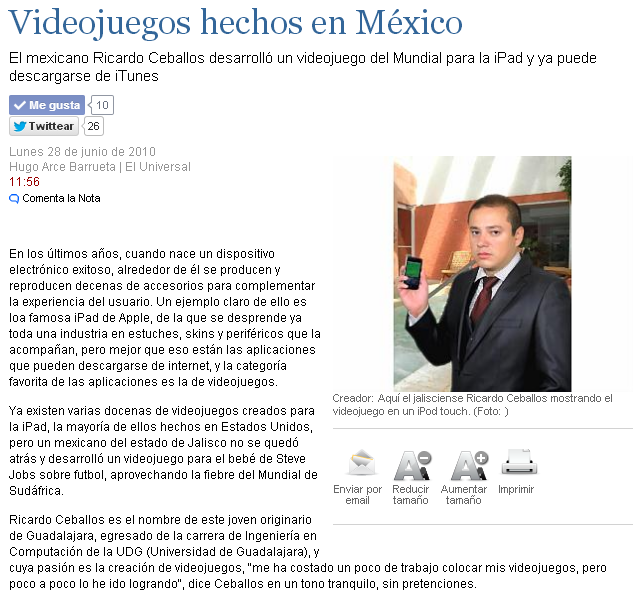 Videojuegos hechos en México
El mexicano Ricardo Ceballos desarrolló un videojuego del Mundial para la iPad y ya puede
descargarse de iTunes
Me gusta 10
Twittear 26
Lunes 28 de junio de 2010
Hugo Arce Barrueta | El Universal
11:56
Comenta la Nota
En los últimos años, cuando nace un dispositivo
electrónico exitoso, alrededor de él se producen y
reproducen decenas de accesorios para complementar
la experiencia del usuario. Un ejemplo claro de ello es
loa famosa iPad de Apple, de la que se desprende ya
toda una industria en estuches, skins y periféricos que la
acompañan, pero mejor que eso están las aplicaciones
que pueden descargarse de internet, y la categoría
favorita de las aplicaciones es la de videojuegos.
Ya existen varias docenas de videojuegos creados para
la iPad, la mayoría de ellos hechos en Estados Unidos,
pero un mexicano del estado de Jalisco no se quedó
atrás y desarrolló un videojuego para el bebé de Steve
Jobs sobre futbol, aprovechando la fiebre del Mundial de
Sudáfrica.
Ricardo Ceballos es el nombre de este joven originario
de Guadalajara, egresado de la carrera de Ingeniería en
Computación de la UDG (Universidad de Guadalajara), y
cuya pasión es la creación de videojuegos, "me ha costado un poco de trabajo colocar mis videojuegos, pero
poco a poco lo he ido logrando", dice Ceballos en un tono tranquilo, sin pretenciones.
Creador: Aquí el jalisciense Ricardo Ceballos mostrando el
videojuego en un iPod touch. (Foto: )
Enviar por
email
Reducir
tamaño
Aumentar
tamaño
Imprimir